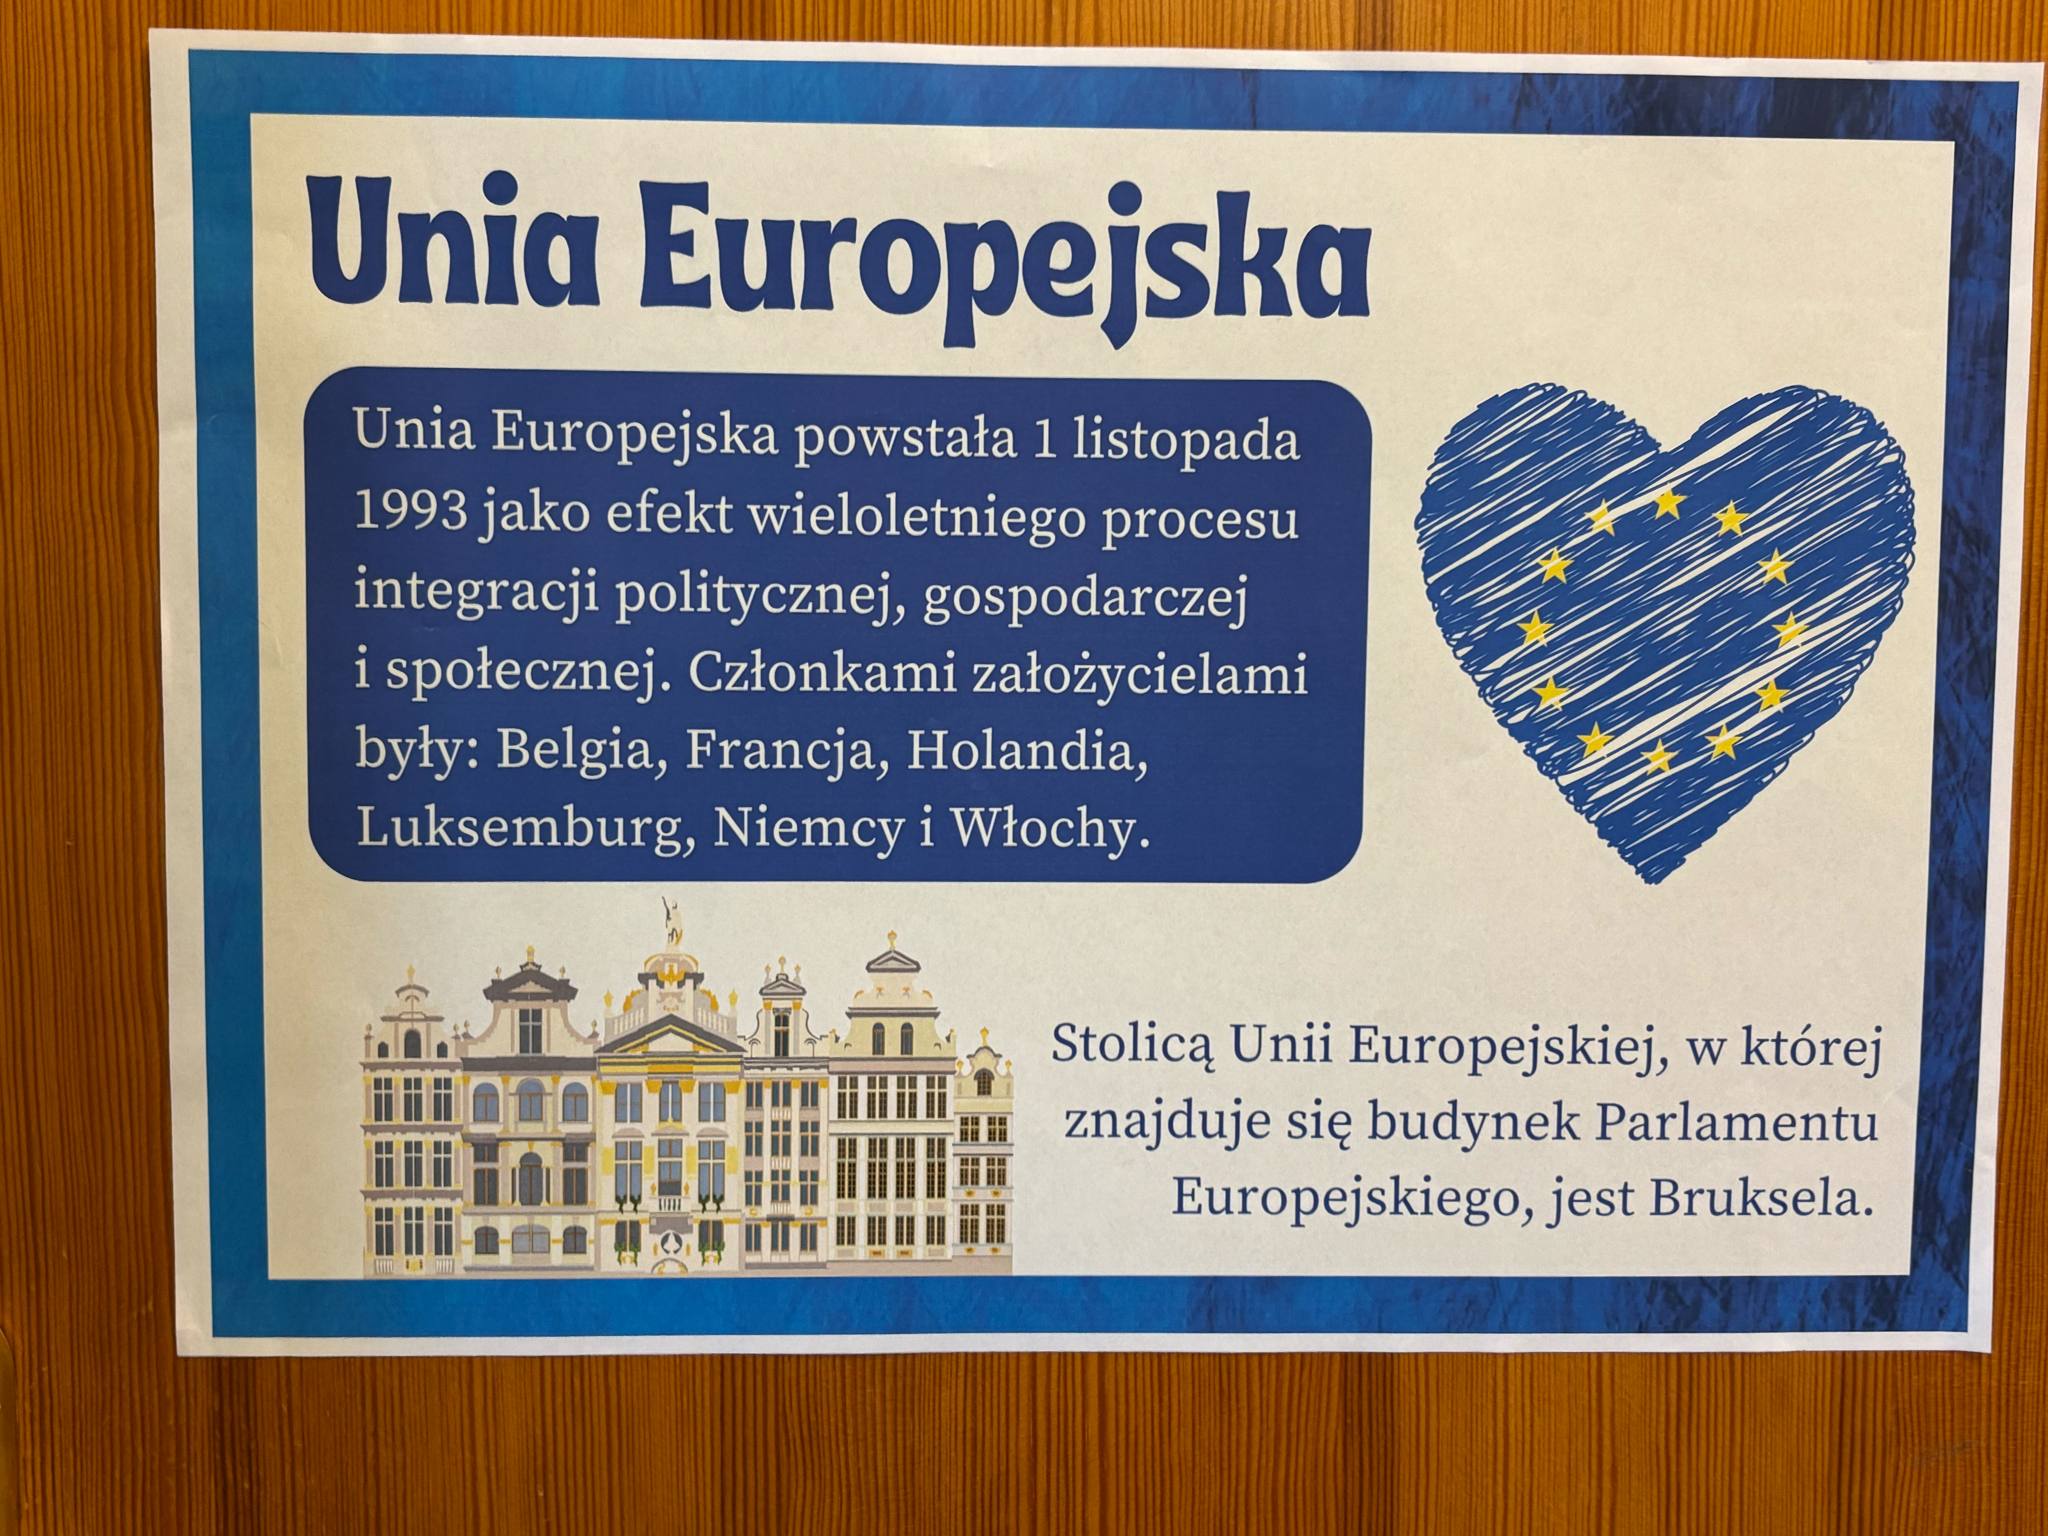 Unia Europejska
Unia Europejska powstała 1 listopada
1993 jako efekt wieloletniego procesu
integracji politycznej, gospodarczej
i społecznej. Członkami założycielami
były: Belgia, Francja, Holandia,
Luksemburg, Niemcy i Włochy.
Stolicą Unii Europejskiej, w której
znajduje się budynek Parlamentu
Europejskiego, jest Bruksela.